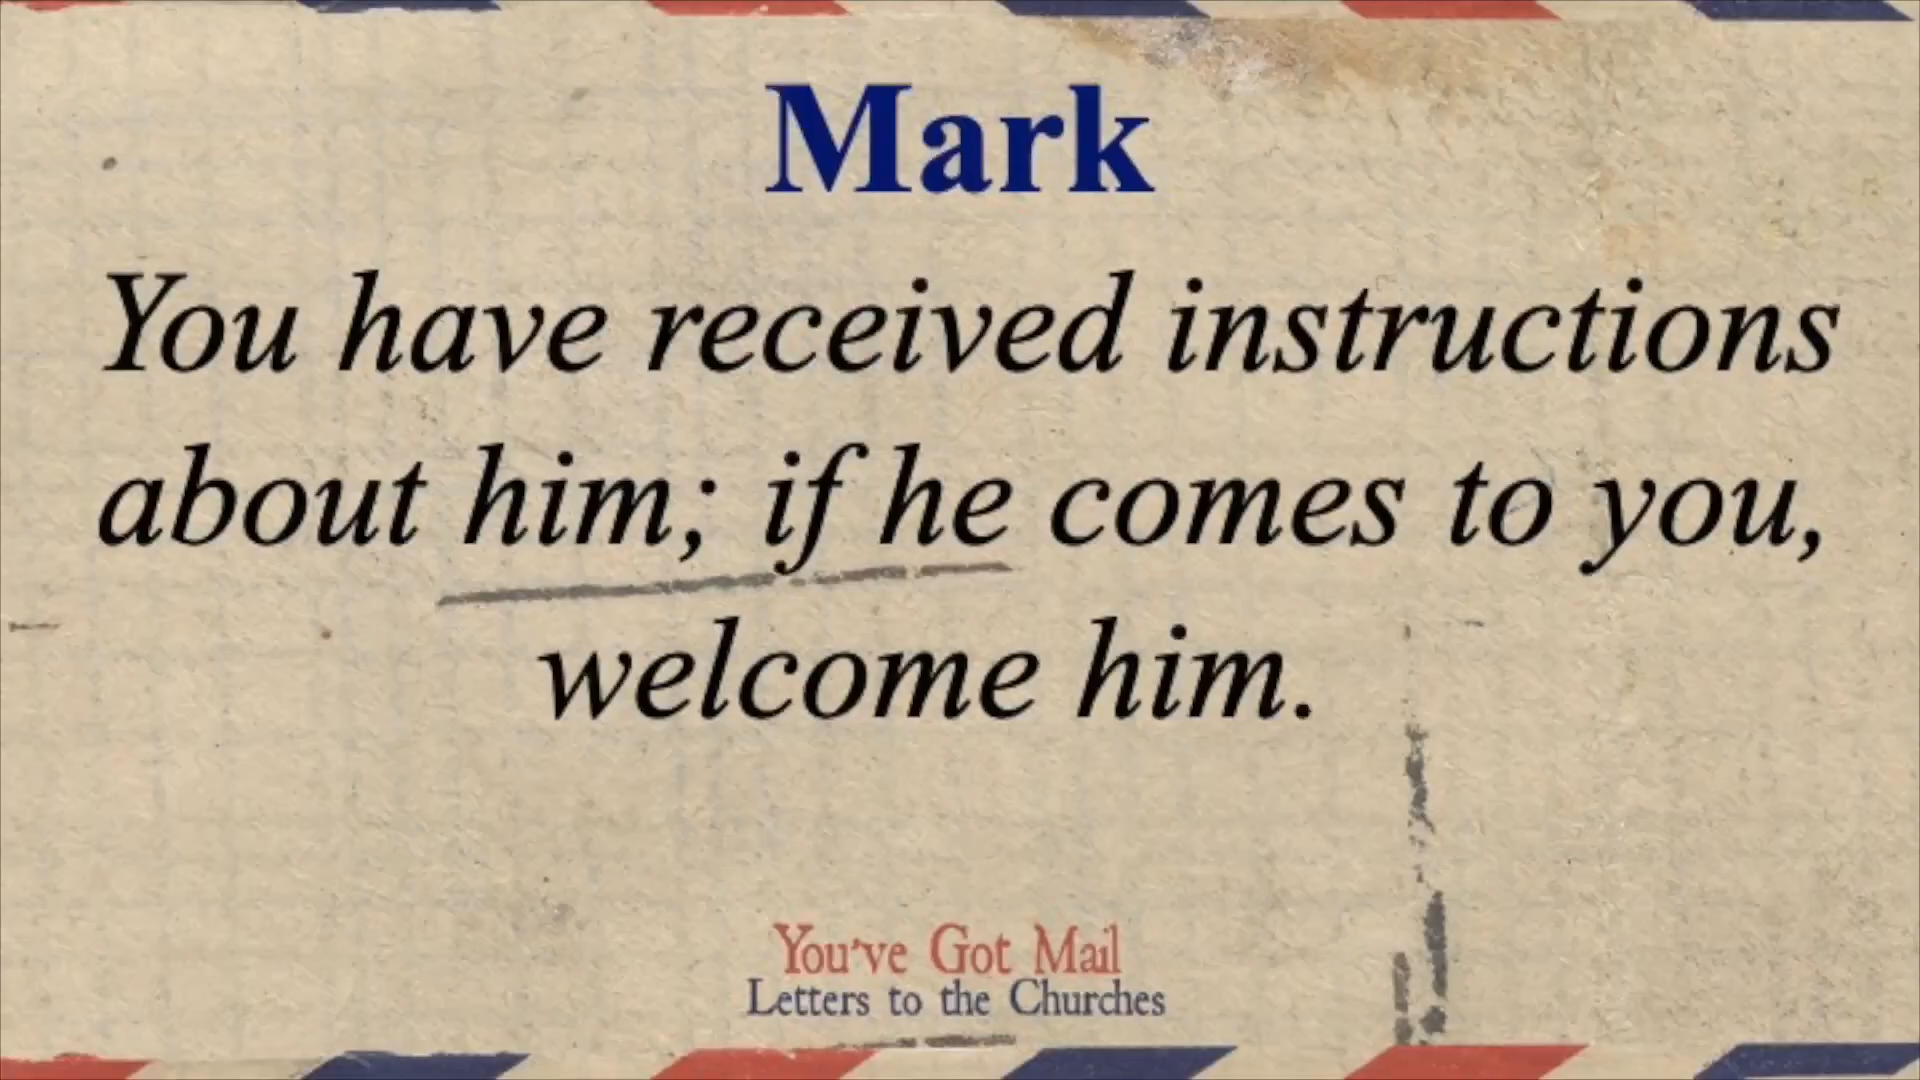 Mark
You have received instructions
about him; if he comes to you,
welcome him.
You've Got Mail
Letters to the Churches